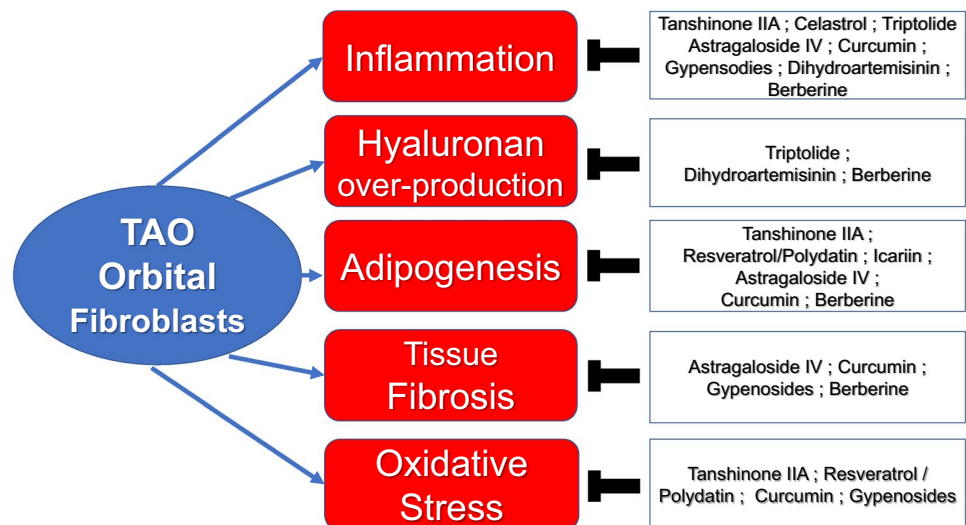 TAO
Orbital
Fibroblasts
Inflammation
Tanshinone IIA ; Celastrol ; Triptolide
Astragaloside IV ; Curcumin ;
Gypensodies ; Dihydroartemisinin ;
Berberine
Hyaluronan
over-production
Triptolide ;
Dihydroartemisinin ; Berberine
Adipogenesis
Tanshinone IIA ;
Resveratrol/Polydatin ; Icariin ;
Astragaloside IV ;
Curcumin ; Berberine
Tissue
Fibrosis
Astragaloside IV ; Curcumin ;
Gypenosides ; Berberine
Oxidative
Stress
Tanshinone IIA ; Resveratrol /
Polydatin ; Curcumin ; Gypenosides